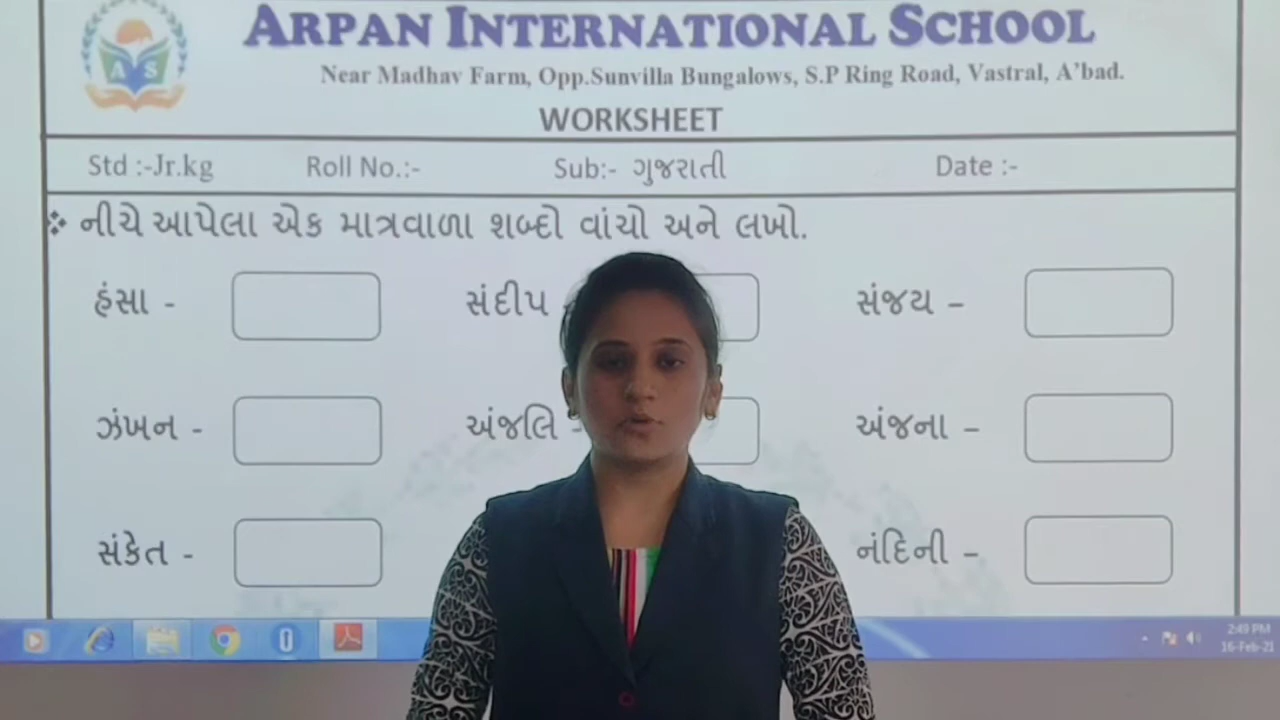 ARPAN INTERNATIONAL SCHOOL
Near Madhav Farm, Opp.Sunvilla Bungalows, S.P Ring Road, Vastral, A'bad.
WORKSHEET
Std :-Jr.kg Roll No.:- Sub:- ગુજરાતી Date :-
નીચે આપેલા એક માત્રવાળા શબ્દો વાંચો અને લખો.
હંસા - સંદીપ - સંજય –
ઝંખન - અંજલિ - અંજના –
સંકેત - નંદિની –
2:49 PM
16-Feb-21